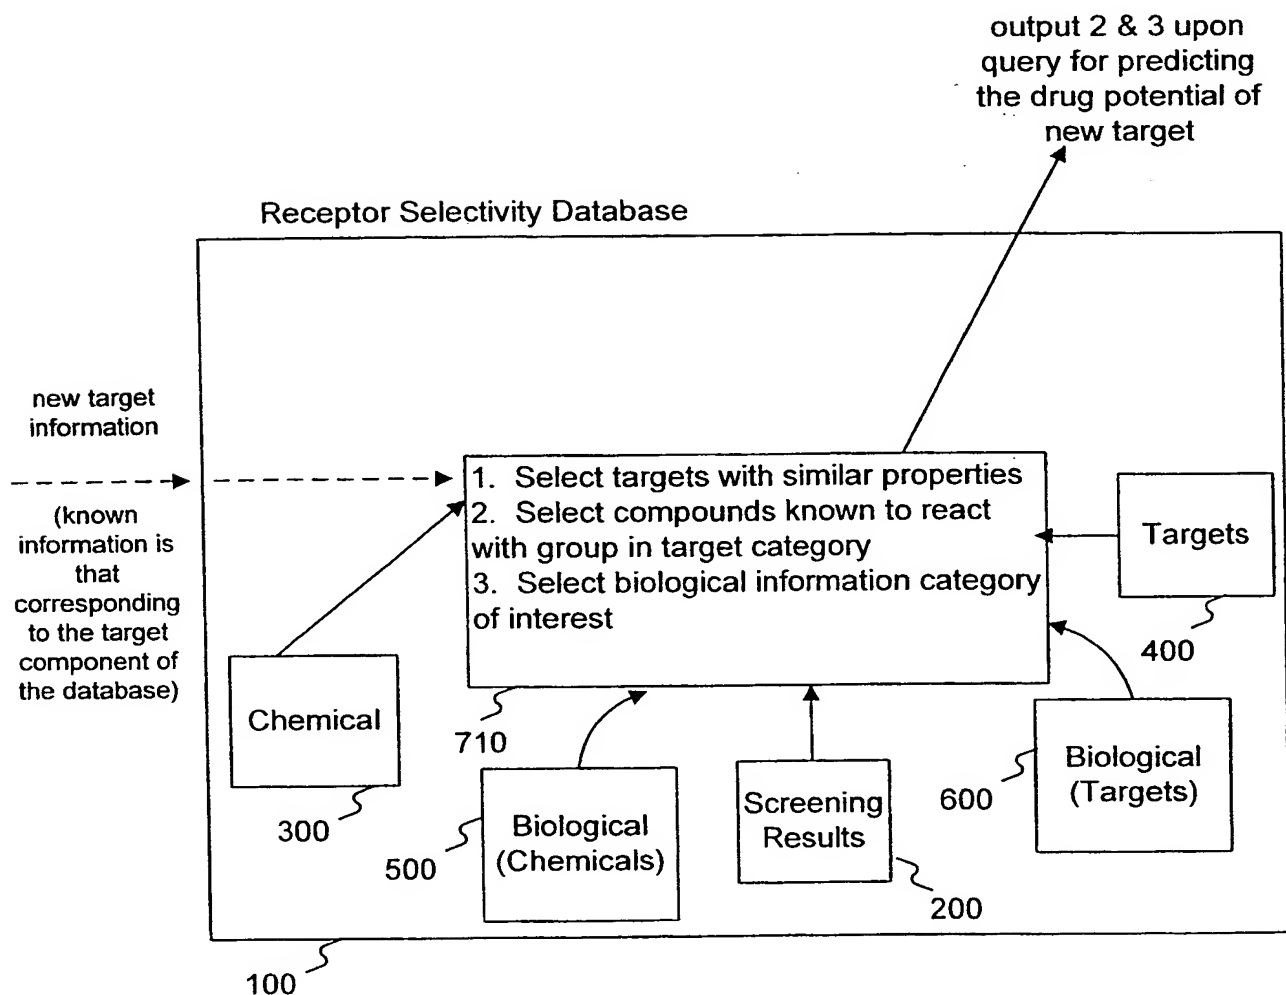 output 2 & 3 upon
query for predicting
the drug potential of
new target
Receptor Selectivity Database
new target
information
(known
information is
that
corresponding
to the target
component of
the database)
1. Select targets with similar properties
2. Select compounds known to react
with group in target category
3. Select biological information category
of interest
Targets
400
Chemical
300
710
Biological
(Chemicals)
500
Screening
Results
200
Biological
(Targets)
600
100